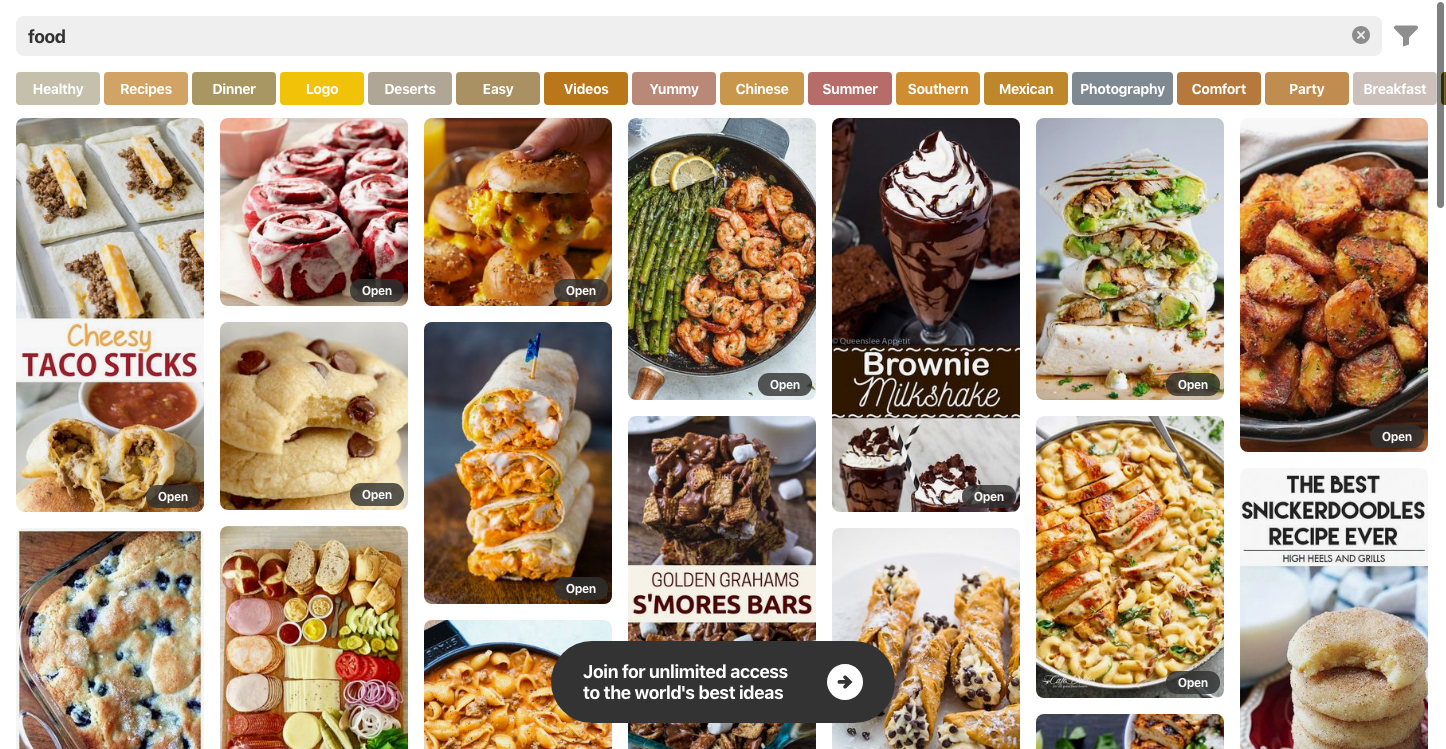 food
Healthy
Recipes
Dinner
Logo
Deserts
Easy
Videos
Yummy
Chinese
Summer
Southern
Mexican
Photography
Comfort
Party
Breakfast
Cheesy
TACO STICKS
Open
Open
Open
Open
Open
Open
© Queenslee Appetit
Brownie
Milkshake
Open
Open
Open
Open
GOLDEN GRAHAMS
S'MORES BARS
Open
THE BEST
SNICKERDOODLES
RECIPE EVER
HIGH HEELS AND GRILLS
Join for unlimited access
to the world's best ideas